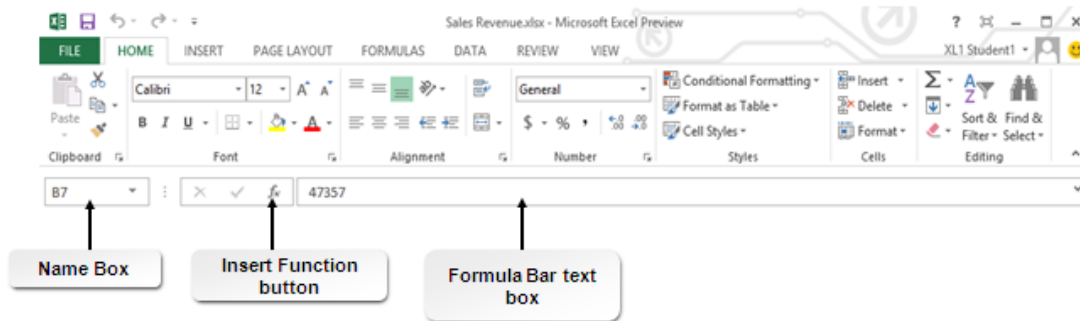 Sales Revenue.xlsx - Microsoft Excel Preview
FILE HOME INSERT PAGE LAYOUT FORMULAS DATA REVIEW VIEW XL1 Student1
Paste
Calibri 12
B I U
General
$ % ,
Conditional Formatting
Format as Table
Cell Styles
Insert
Delete
Format
Sort & Filter
Find & Select
Clipboard Font Alignment Number Styles Cells Editing
B7 fx 47357
Name Box
Insert Function
button
Formula Bar text
box